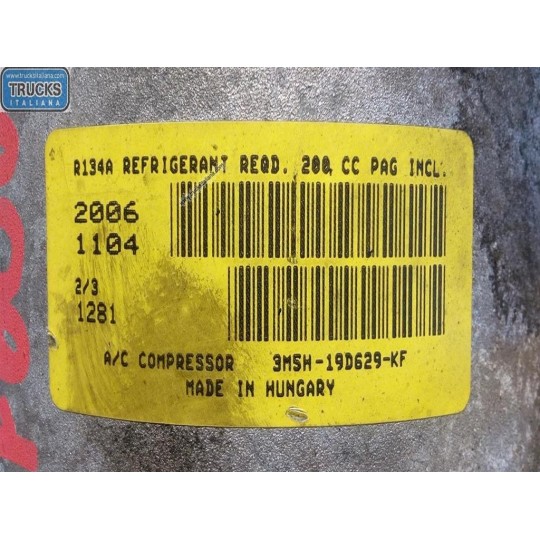 www.trucksitaliana.com
TRUCKS
ITALIANA
R134A REFRIGERANT REQD. 200 CC PAG INCL.
2006
1104
2/3
1281
A/C COMPRESSOR 3M5H-19D629-KF
MADE IN HUNGARY